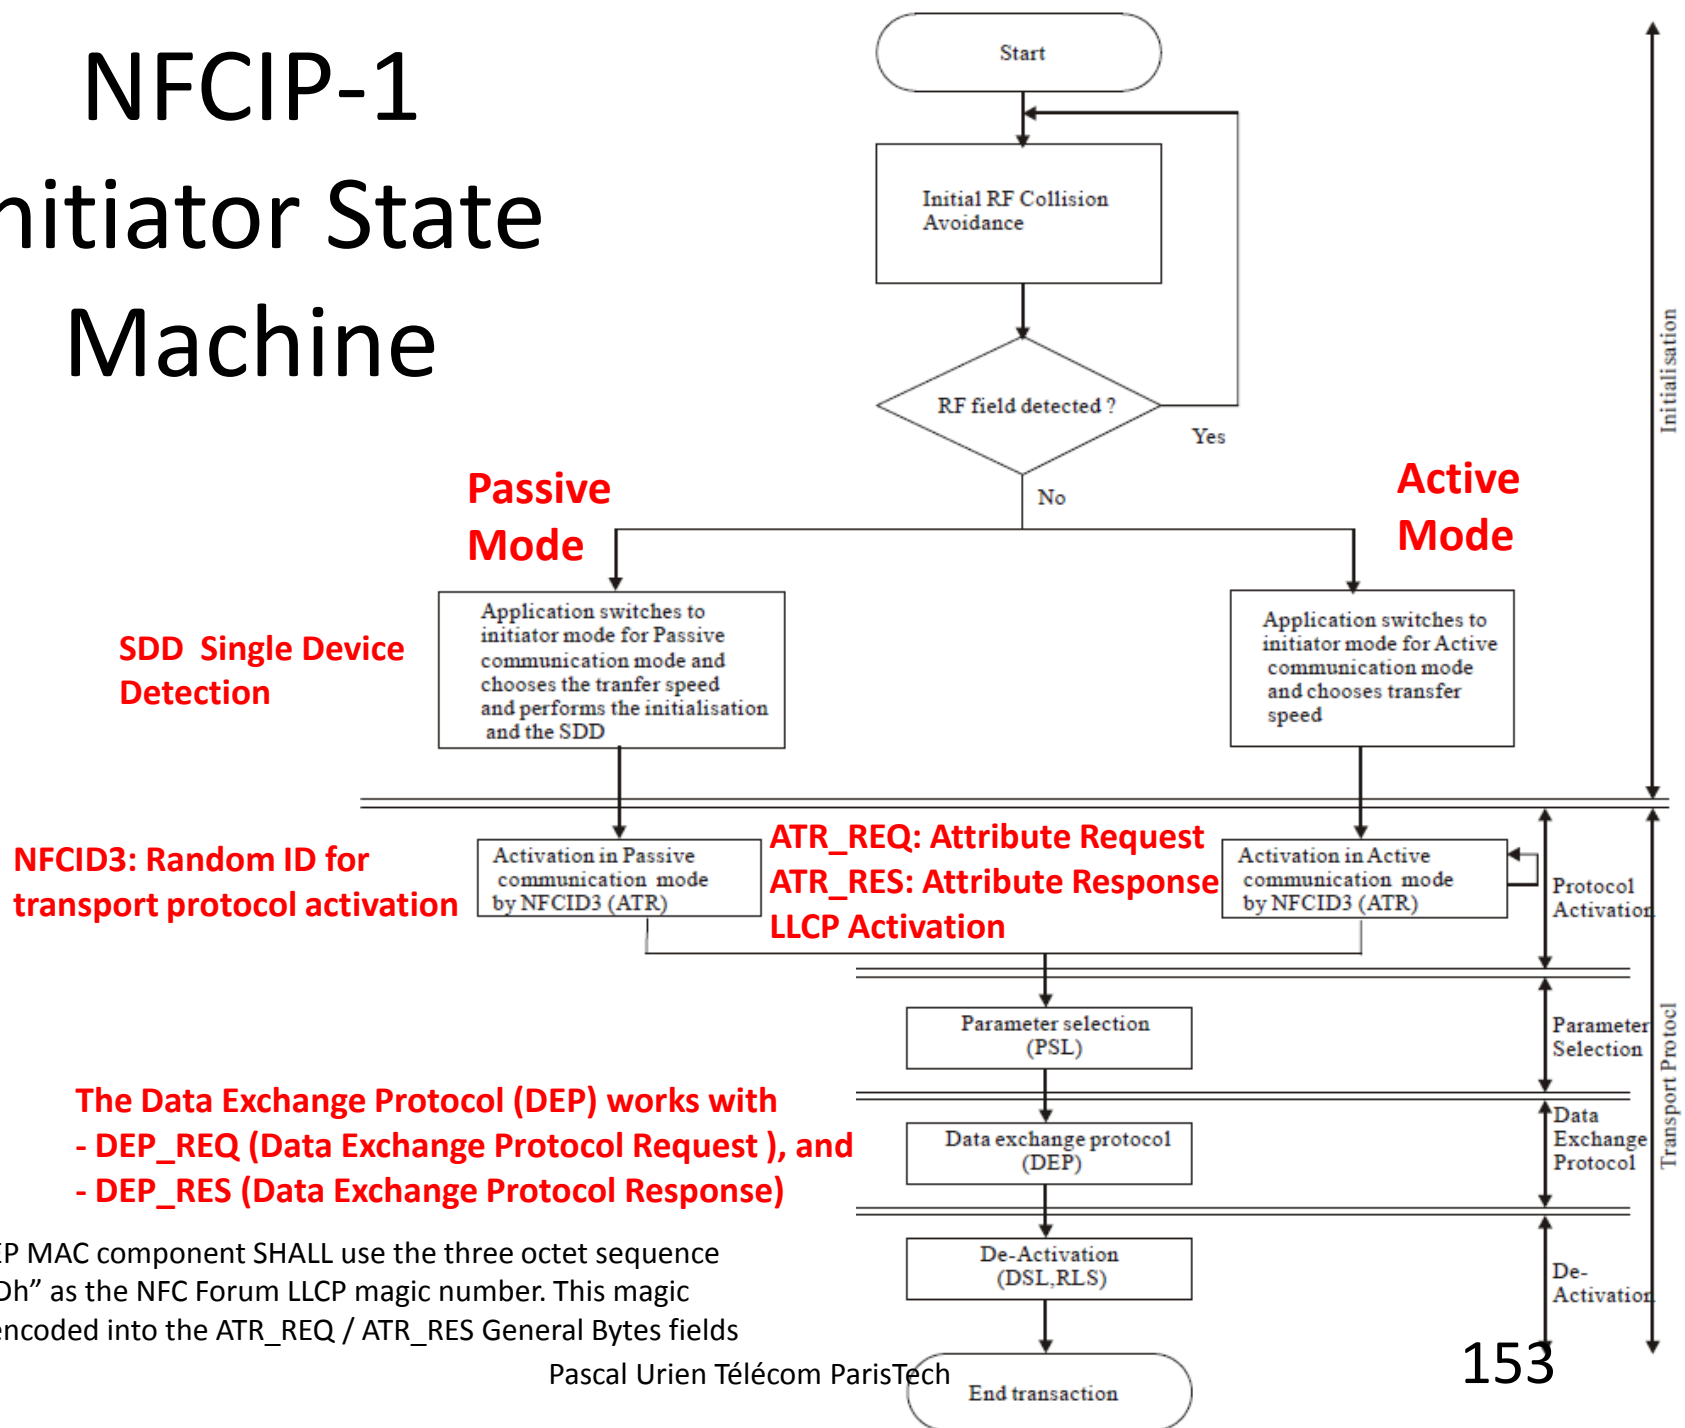 NFCIP-1
nitiator State
Machine
Start
Initial RF Collision
Avoidance
RF field detected ?
Yes
No
Initialisation
Passive
Mode
Active
Mode
SDD Single Device
Detection
Application switches to
initiator mode for Passive
communication mode and
chooses the tranfer speed
and performs the initialisation
and the SDD
Application switches to
initiator mode for Active
communication mode
and chooses transfer
speed
NFCID3: Random ID for
transport protocol activation
Activation in Passive
communication mode
by NFCID3 (ATR)
ATR_REQ: Attribute Request
ATR_RES: Attribute Response
LLCP Activation
Activation in Active
communication mode
by NFCID3 (ATR)
Protocol
Activation
Parameter selection
(PSL)
Parameter
Selection
Transport Protocl
The Data Exchange Protocol (DEP) works with
- DEP_REQ (Data Exchange Protocol Request ), and
- DEP_RES (Data Exchange Protocol Response)
Data exchange protocol
(DEP)
Data
Exchange
Protocol
EP MAC component SHALL use the three octet sequence
Dh” as the NFC Forum LLCP magic number. This magic
encoded into the ATR_REQ / ATR_RES General Bytes fields
De-Activation
(DSL,RLS)
De-
Activation
Pascal Urien Télécom ParisTech
End transaction
153